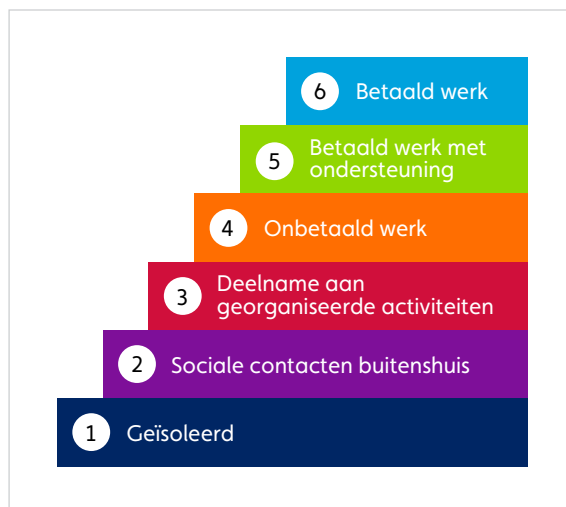 6 Betaald werk
5 Betaald werk met
ondersteuning
4 Onbetaald werk
3 Deelname aan
georganiseerde activiteiten
2 Sociale contacten buitenshuis
1 Geïsoleerd